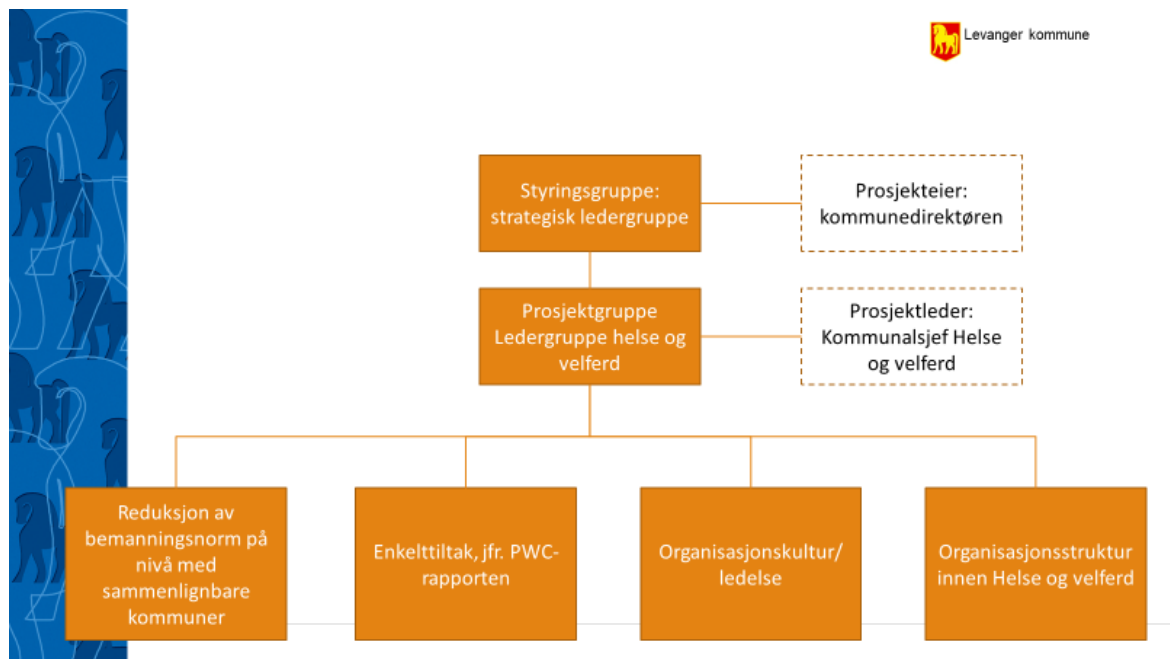 Levanger kommune
Styringsgruppe:
strategisk ledergruppe
Prosjekteier:
kommunedirektøren
Prosjektgruppe
Ledergruppe helse og
velferd
Prosjektleder:
Kommunalsjef Helse
og velferd
Reduksjon av
bemanningsnorm på
nivå med
sammenlignbare
kommuner
Enkelttiltak, jfr. PWC-
rapporten
Organisasjonskultur/
ledelse
Organisasjonsstruktur
innen Helse og velferd